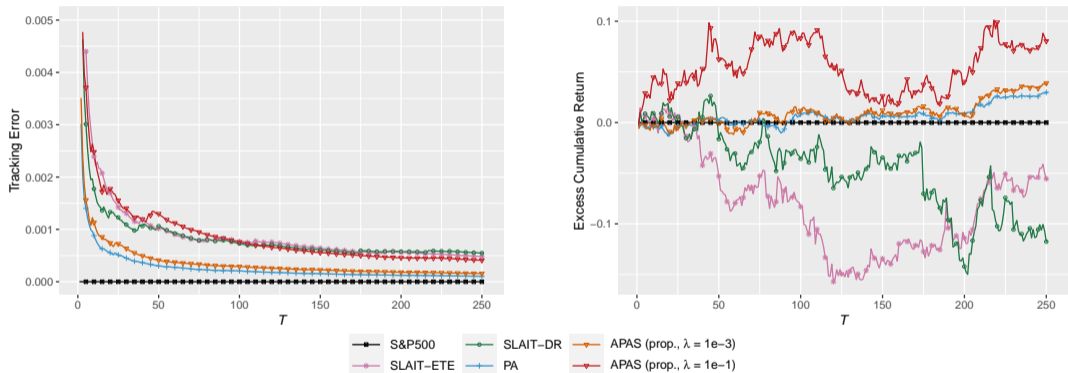 Tracking Error
0.005
0.004
0.003
0.002
0.001
0.000
0
50
100
150
200
250
T
Excess Cumulative Return
0.1
0.0
−0.1
0
50
100
150
200
250
T
S&P500
SLAIT−DR
APAS (prop., λ = 1e−3)
SLAIT−ETE
PA
APAS (prop., λ = 1e−1)